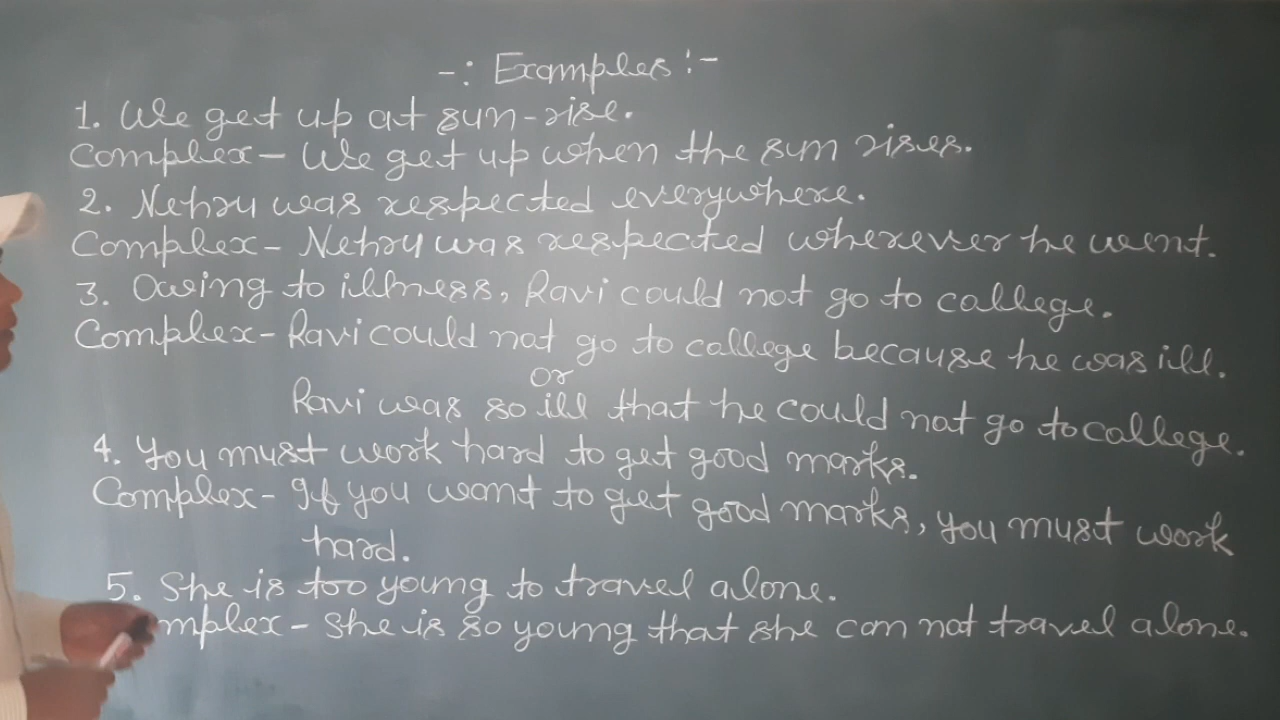 -: Examples :-
1. We get up at sun-rise.
Complex- We get up when the sun rises.
2. Nehru was respected everywhere.
Complex- Nehru was respected wherever he went.
3. Owing to illness, Ravi could not go to college.
Complex- Ravi could not go to college because he was ill.
Or
Ravi was so ill that he could not go to college.
4. You must work hard to get good marks.
Complex- If you want to get good marks, you must work
hard.
5. She is too young to travel alone.
mplex- She is so young that she can not travel alone.